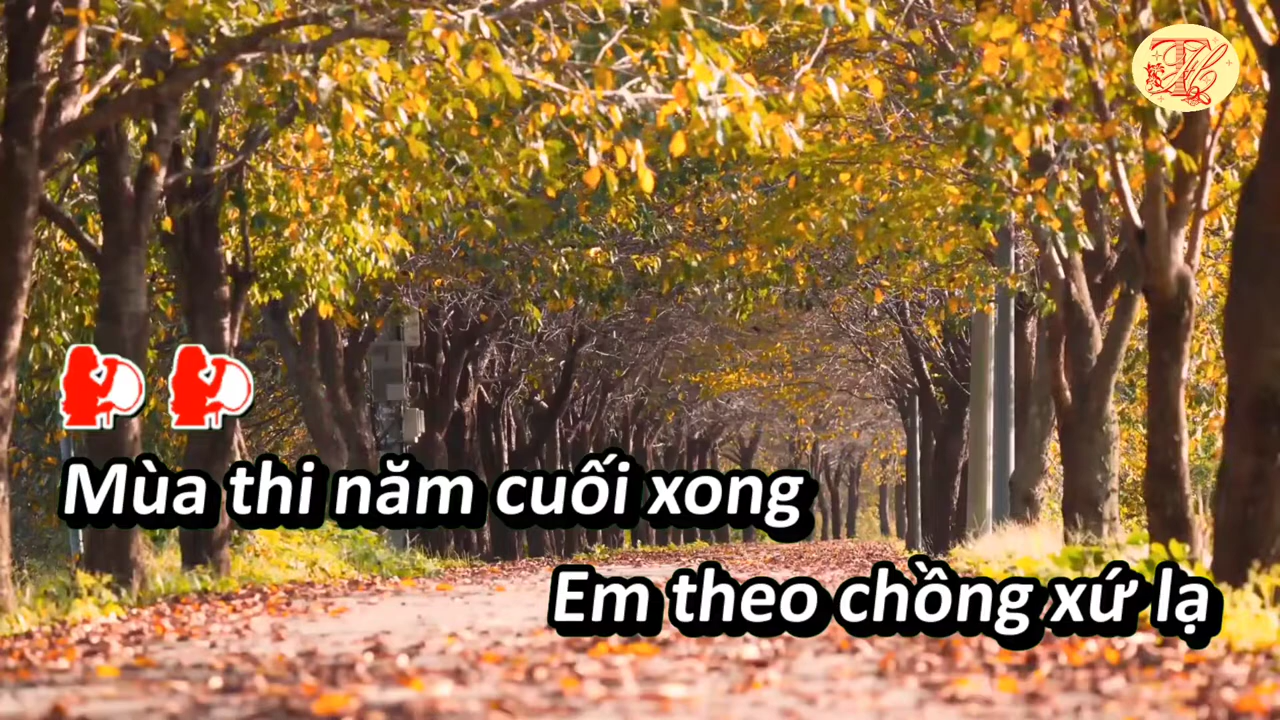 Mùa thi năm cuối xong
Em theo chồng xứ lạ